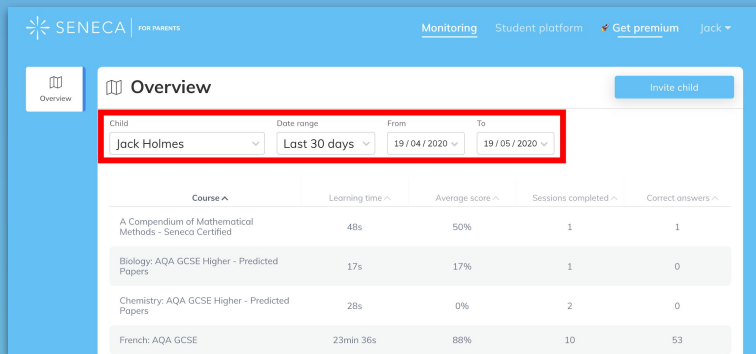 SENECA FOR PARENTS
Monitoring Student platform Get premium Jack
Overview
Overview
Invite child
Child Date range From To
Jack Holmes Last 30 days 19 / 04 / 2020 19 / 05 / 2020
Course Learning time Average score Sessions completed Correct answers
A Compendium of Mathematical
Methods - Seneca Certified
48s 50% 1 1
Biology: AQA GCSE Higher - Predicted
Papers
17s 17% 1 0
Chemistry: AQA GCSE Higher - Predicted
Papers
28s 0% 2 0
French: AQA GCSE 23min 36s 88% 10 53